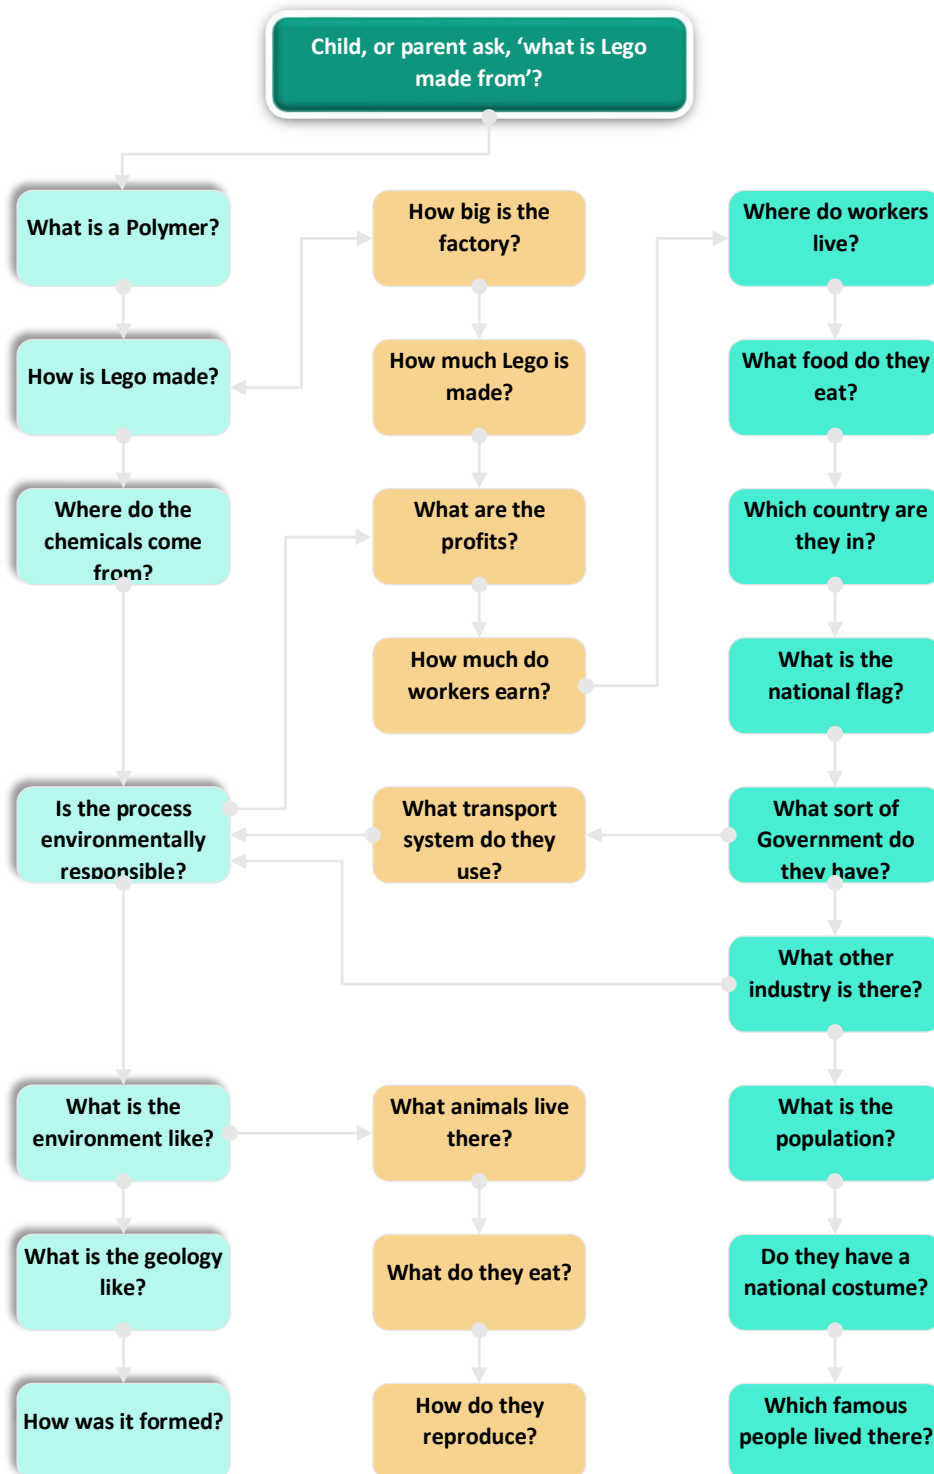 Child, or parent ask, ‘what is Lego
made from’?
What is a Polymer?
How big is the
factory?
Where do workers
live?
How is Lego made?
How much Lego is
made?
What food do they
eat?
Where do the
chemicals come
from?
What are the
profits?
Which country are
they in?
How much do
workers earn?
What is the
national flag?
Is the process
environmentally
responsible?
What transport
system do they
use?
What sort of
Government do
they have?
What other
industry is there?
What is the
environment like?
What animals live
there?
What is the
population?
What is the geology
like?
What do they eat?
Do they have a
national costume?
How was it formed?
How do they
reproduce?
Which famous
people lived there?